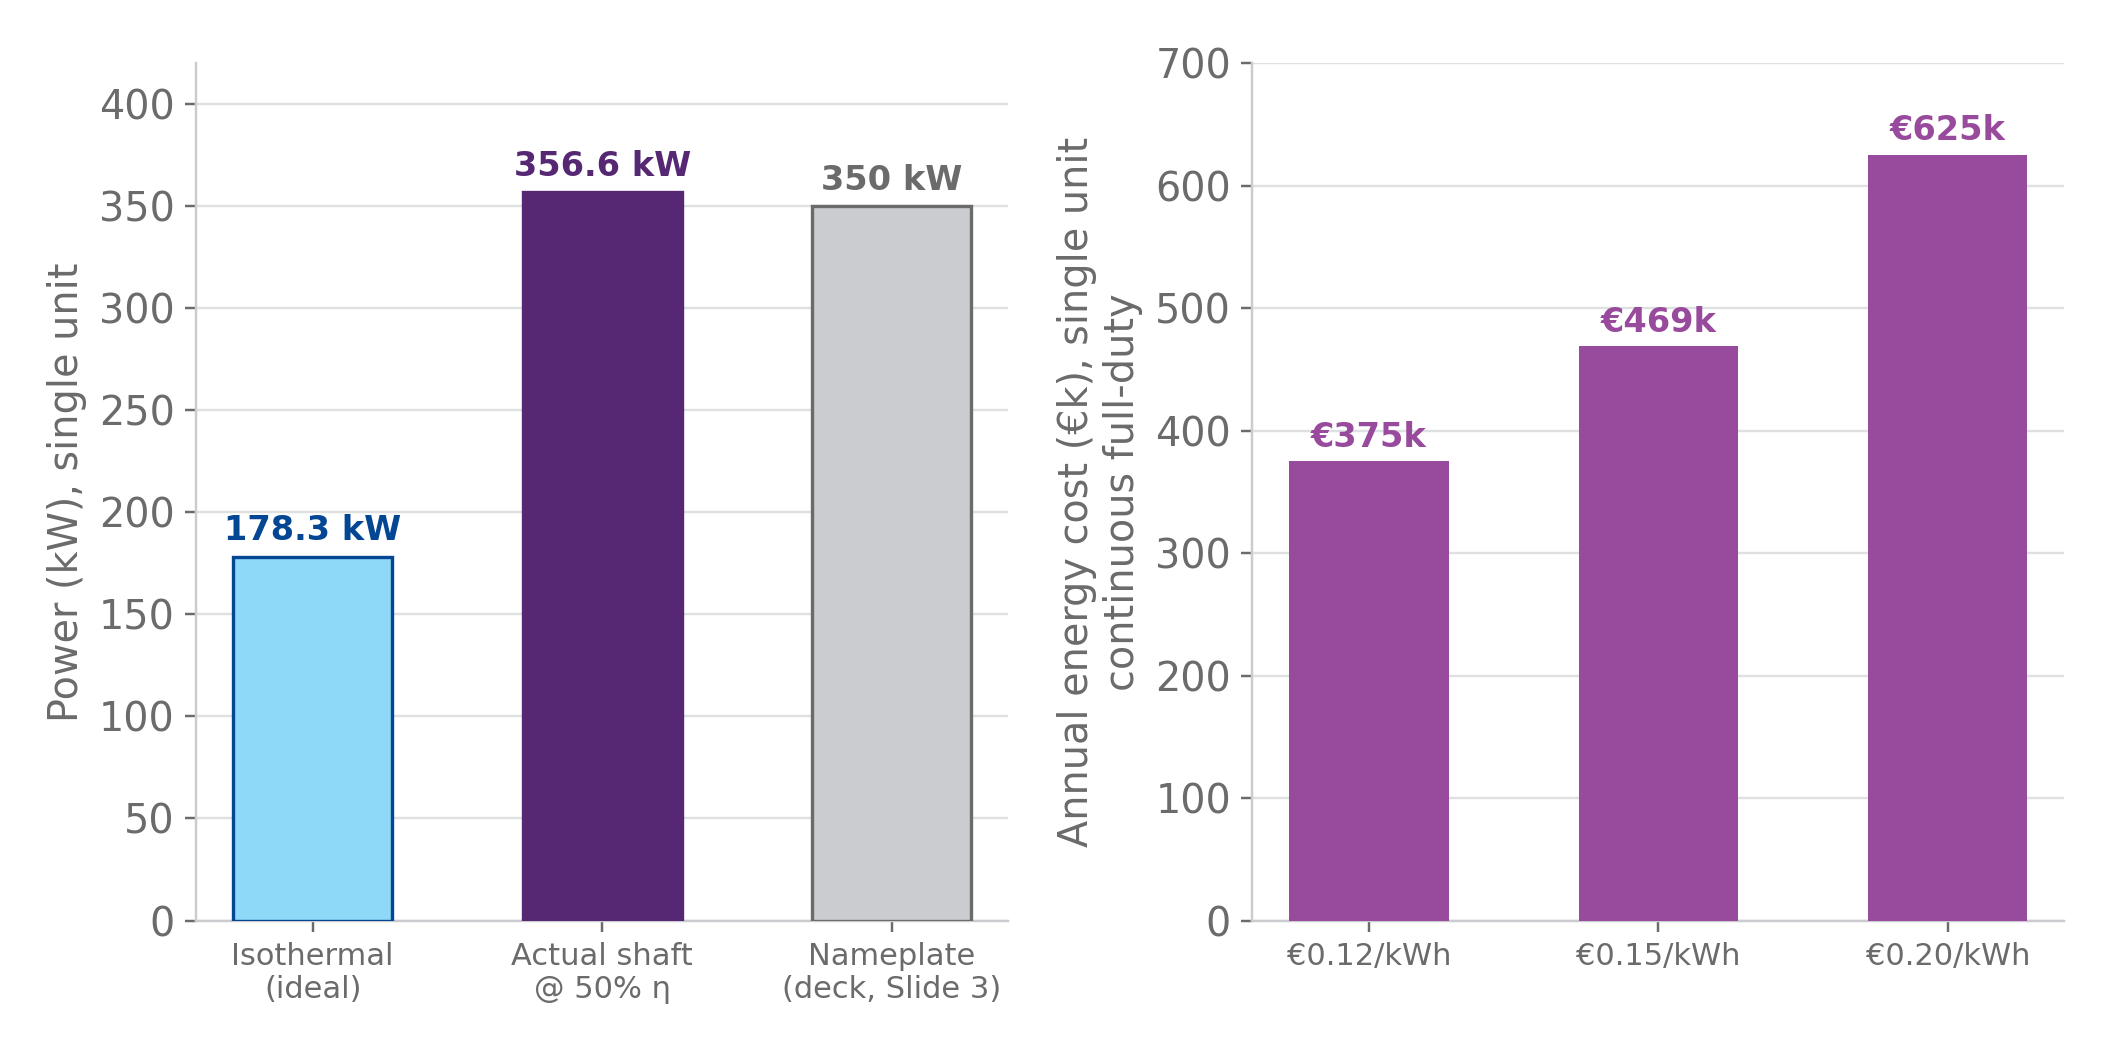 Power (kW), single unit
400
350
300
250
200
150
100
50
0
178.3 kW
356.6 kW
350 kW
Isothermal
(ideal)
Actual shaft
@ 50% η
Nameplate
(deck, Slide 3)
Annual energy cost (€k), single unit
continuous full-duty
700
600
500
400
300
200
100
0
€375k
€469k
€625k
€0.12/kWh
€0.15/kWh
€0.20/kWh